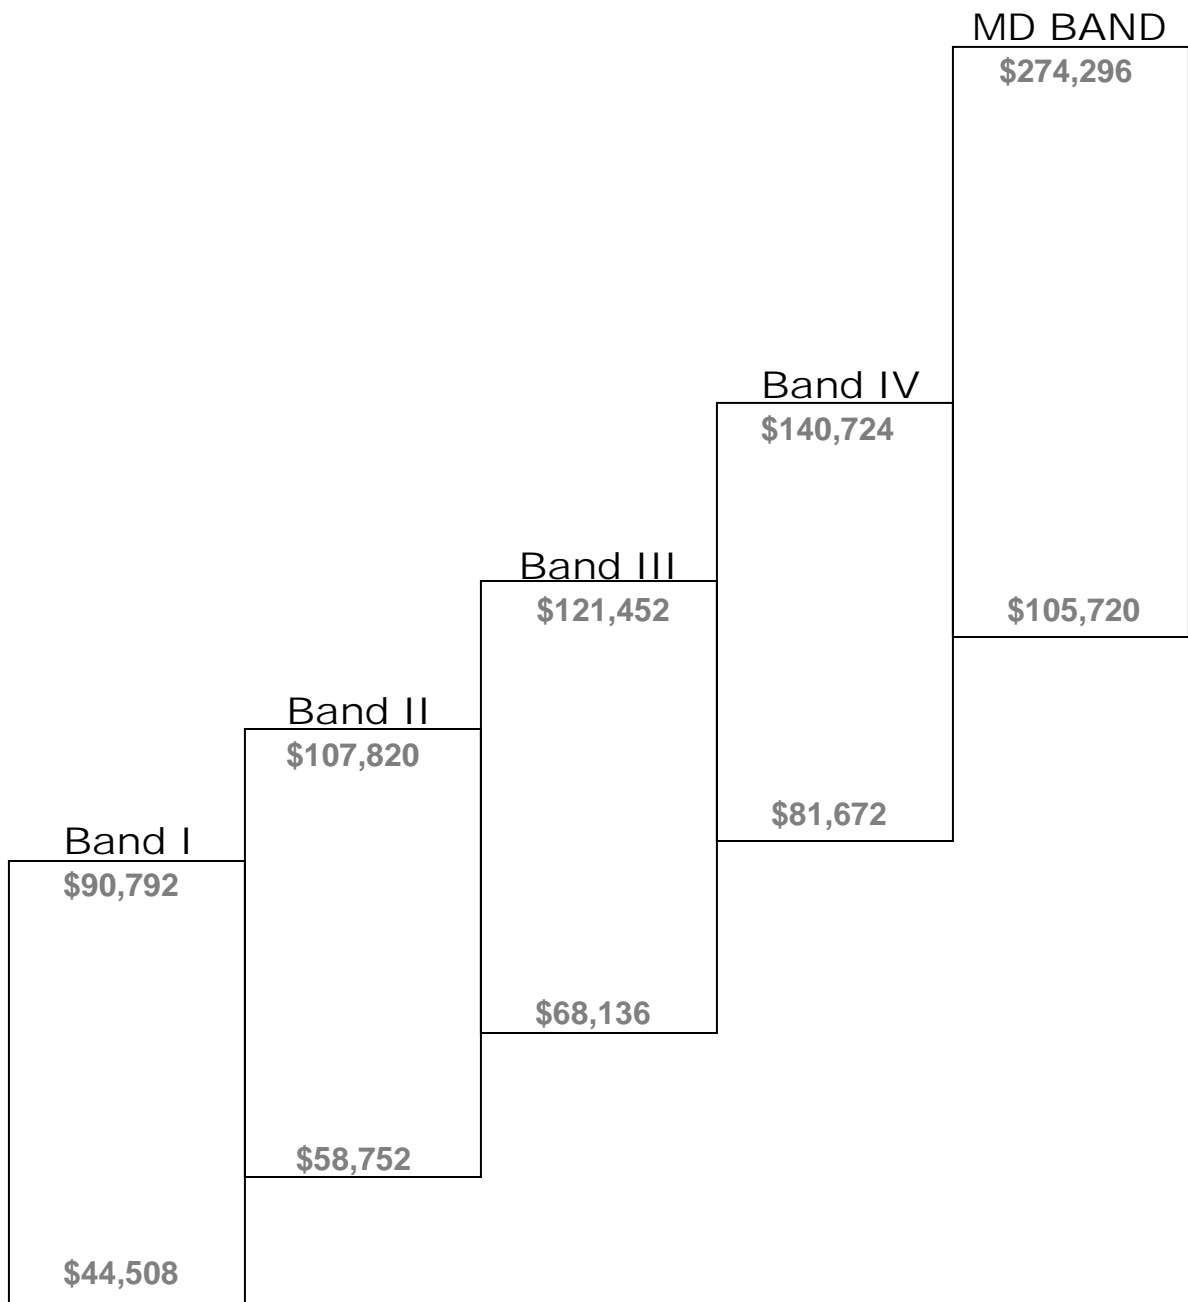 MD BAND
$274,296
Band IV
$140,724
Band III
$121,452
$105,720
Band II
$107,820
$81,672
Band I
$90,792
$68,136
$58,752
$44,508